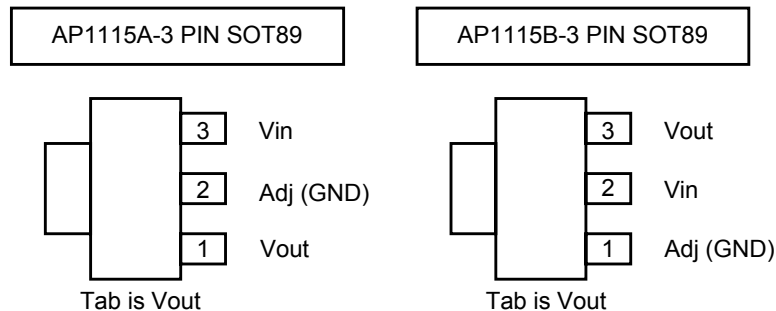 AP1115A-3 PIN SOT89
3 Vin
2 Adj (GND)
1 Vout
Tab is Vout
AP1115B-3 PIN SOT89
3 Vout
2 Vin
1 Adj (GND)
Tab is Vout